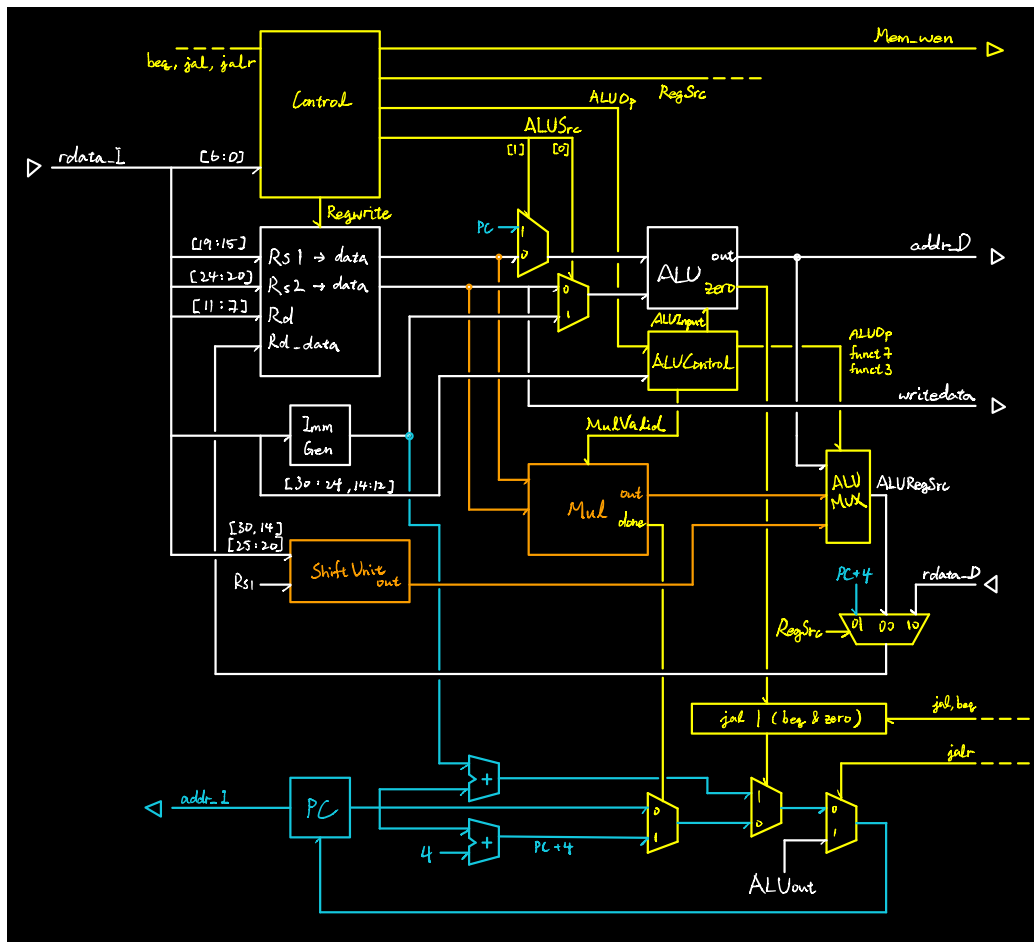 Mem_wen
beq, jal, jalr
Control
RegSrc
ALUOp
ALUSrc
[1] [0]
rdata_I
[6:0]
Regwrite
PC
1
0
[19:15]
Rs1 → data
[24:20]
Rs2 → data
[11:7]
Rd
Rd_data
0
1
ALU
out
zero
addr_D
ALUInput
ALUControl
ALUOp
funct7
funct3
writedata
Imm
Gen
MulValid
[30:24, 14:12]
Mul
out
done
ALU
MUX
ALURegSrc
[30,14]
[25:20]
Shift Unit
out
Rs1
PC+4
rdata_D
RegSrc
01 00 10
jal | (beq & zero)
jal, beq
jalr
+
addr_I
PC
+
4
PC+4
0
1
1
0
0
1
ALUout